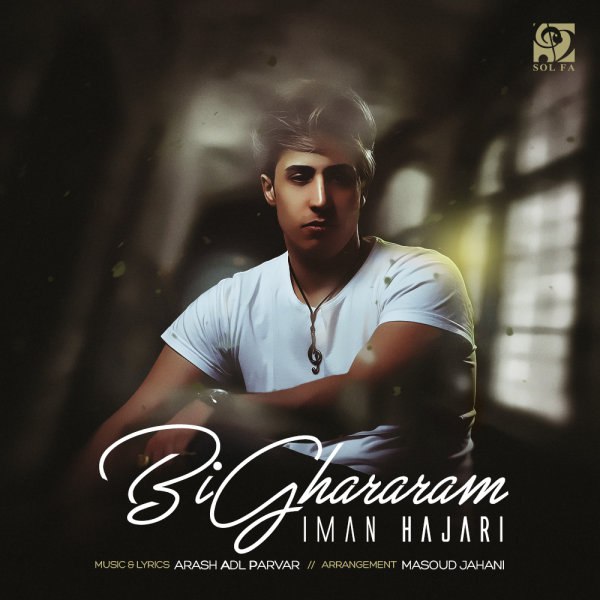 SOL FA
Bi Ghararam
IMAN HAJARI
MUSIC & LYRICS ARASH ADL PARVAR // ARRANGEMENT MASOUD JAHANI